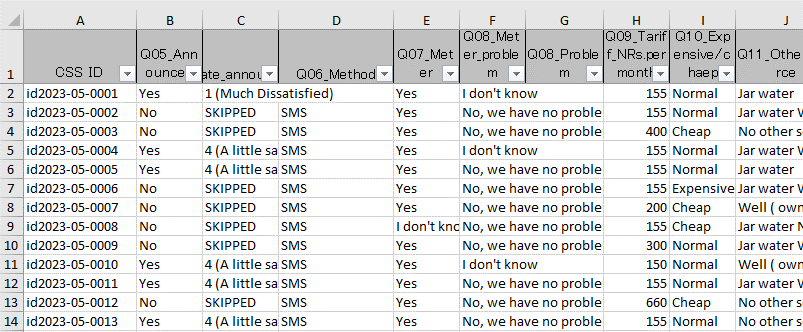 A B C D E F G H I J
1 CSS ID Q05_Announce ate_annou Q06_Method Q07_Meter Q08_Meter_problem Q08_Problem Q09_Tariff_NRs.permonth Q10_Expensive/chaep Q11_Othe rce
2 id2023-05-0001 Yes 1 (Much Dissatisfied) Yes I don't know 155 Normal Jar water
3 id2023-05-0002 No SKIPPED SMS Yes No, we have no proble 155 Normal Jar water W
4 id2023-05-0003 No SKIPPED SMS Yes No, we have no proble 400 Cheap No other s
5 id2023-05-0004 Yes 4 (A little sa SMS Yes I don't know 155 Normal Jar water W
6 id2023-05-0005 Yes 4 (A little sa SMS Yes No, we have no proble 155 Normal Jar water
7 id2023-05-0006 No SKIPPED SMS Yes No, we have no proble 155 Expensive Jar water W
8 id2023-05-0007 No SKIPPED SMS Yes No, we have no proble 200 Cheap Well ( own
9 id2023-05-0008 No SKIPPED SMS I don't kno No, we have no proble 155 Cheap Jar water N
10 id2023-05-0009 No SKIPPED SMS Yes No, we have no proble 300 Normal Jar water W
11 id2023-05-0010 Yes 4 (A little sa SMS Yes I don't know 150 Normal Well ( own
12 id2023-05-0011 Yes 4 (A little sa SMS Yes No, we have no proble 155 Normal Jar water W
13 id2023-05-0012 No SKIPPED SMS Yes No, we have no proble 660 Cheap No other s
14 id2023-05-0013 Yes 4 (A little sa SMS Yes No, we have no proble 155 Normal No other s